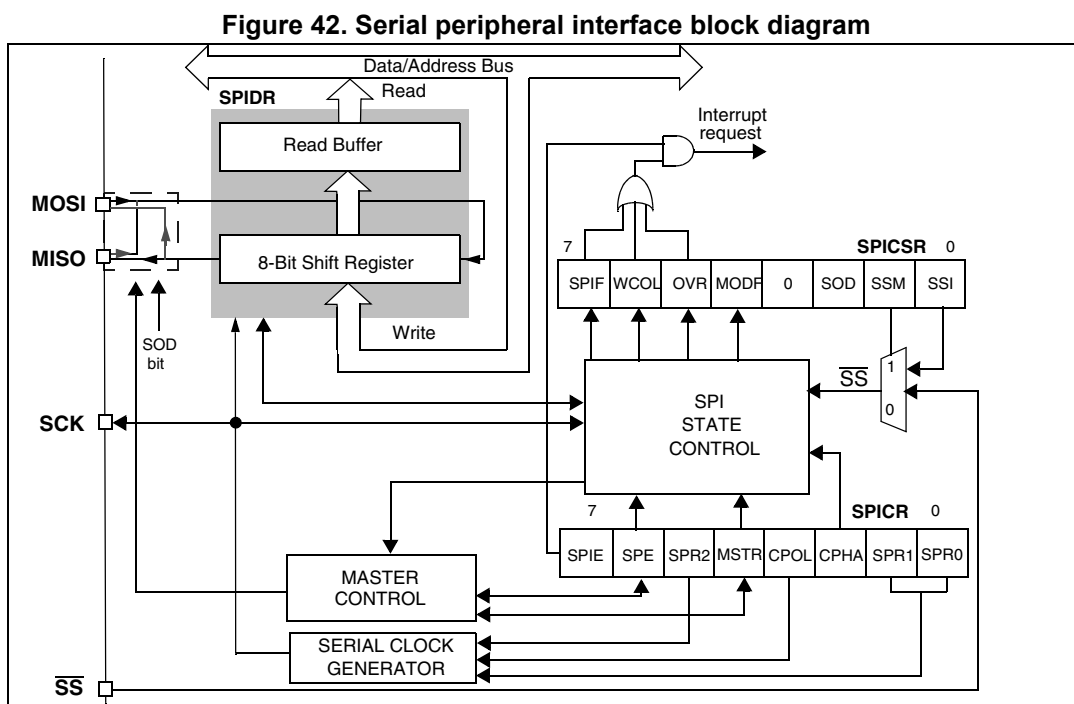 Figure 42. Serial peripheral interface block diagram
Data/Address Bus
SPIDR
Read
Interrupt
request
Read Buffer
MOSI
MISO
8-Bit Shift Register
7
SPICSR
0
SPIF
WCOL
OVR
MODF
0
SOD
SSM
SSI
Write
SOD
bit
1
SS
0
SPI
STATE
CONTROL
SCK
7
SPICR
0
SPIE
SPE
SPR2
MSTR
CPOL
CPHA
SPR1
SPR0
MASTER
CONTROL
SERIAL CLOCK
GENERATOR
SS